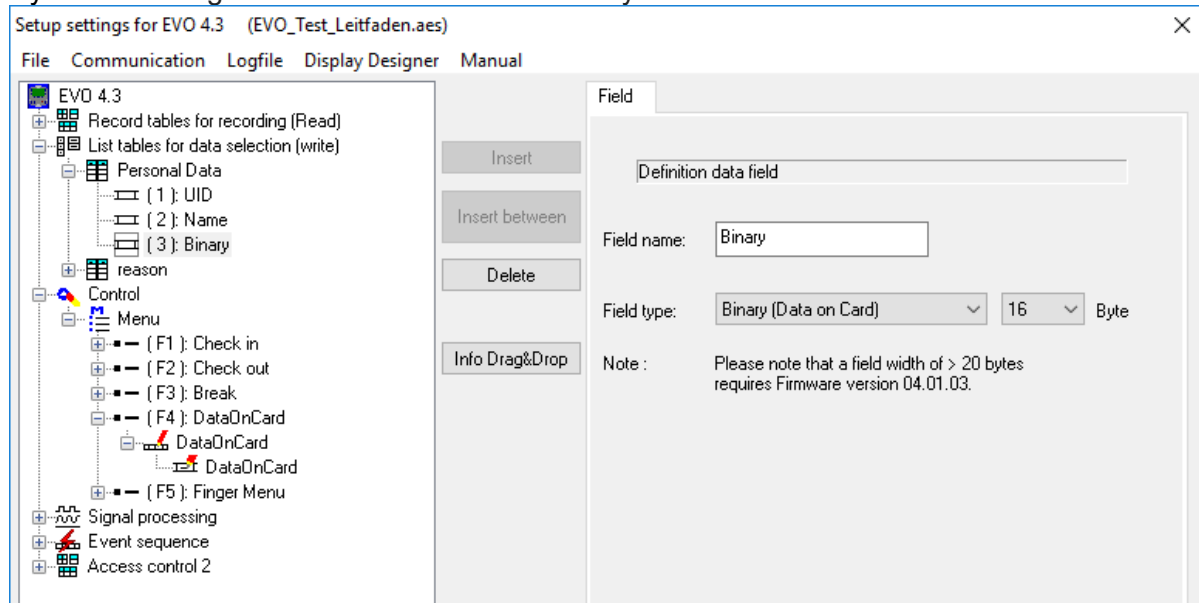 Setup settings for EVO 4.3 (EVO_Test_Leitfaden.aes)
File Communication Logfile Display Designer Manual
EVO 4.3
Record tables for recording (Read)
List tables for data selection (write)
Personal Data
( 1 ): UID
( 2 ): Name
( 3 ): Binary
reason
Control
Menu
( F1 ): Check in
( F2 ): Check out
( F3 ): Break
( F4 ): DataOnCard
DataOnCard
DataOnCard
( F5 ): Finger Menu
Signal processing
Event sequence
Access control 2
Insert
Insert between
Delete
Info Drag&Drop
Field
Definition data field
Field name: Binary
Field type: Binary (Data on Card) 16 Byte
Note : Please note that a field width of > 20 bytes
requires Firmware version 04.01.03.